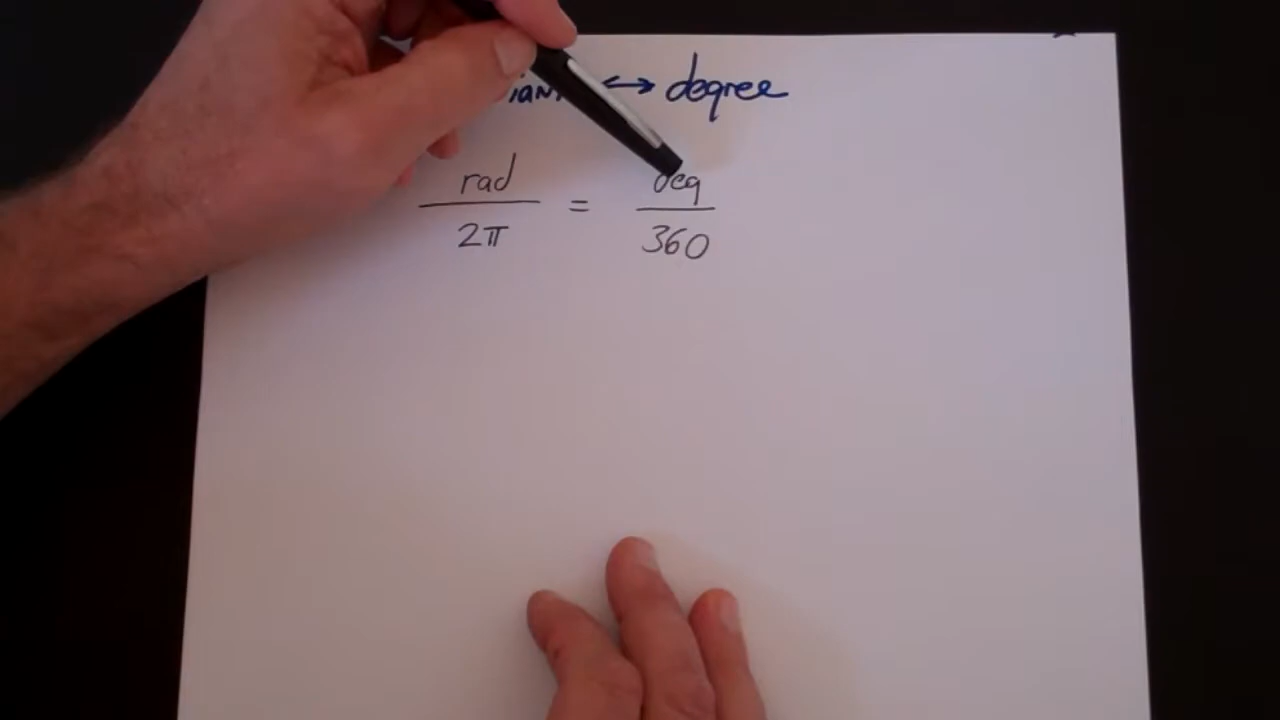 ↔ degree
rad = deg
2π 360